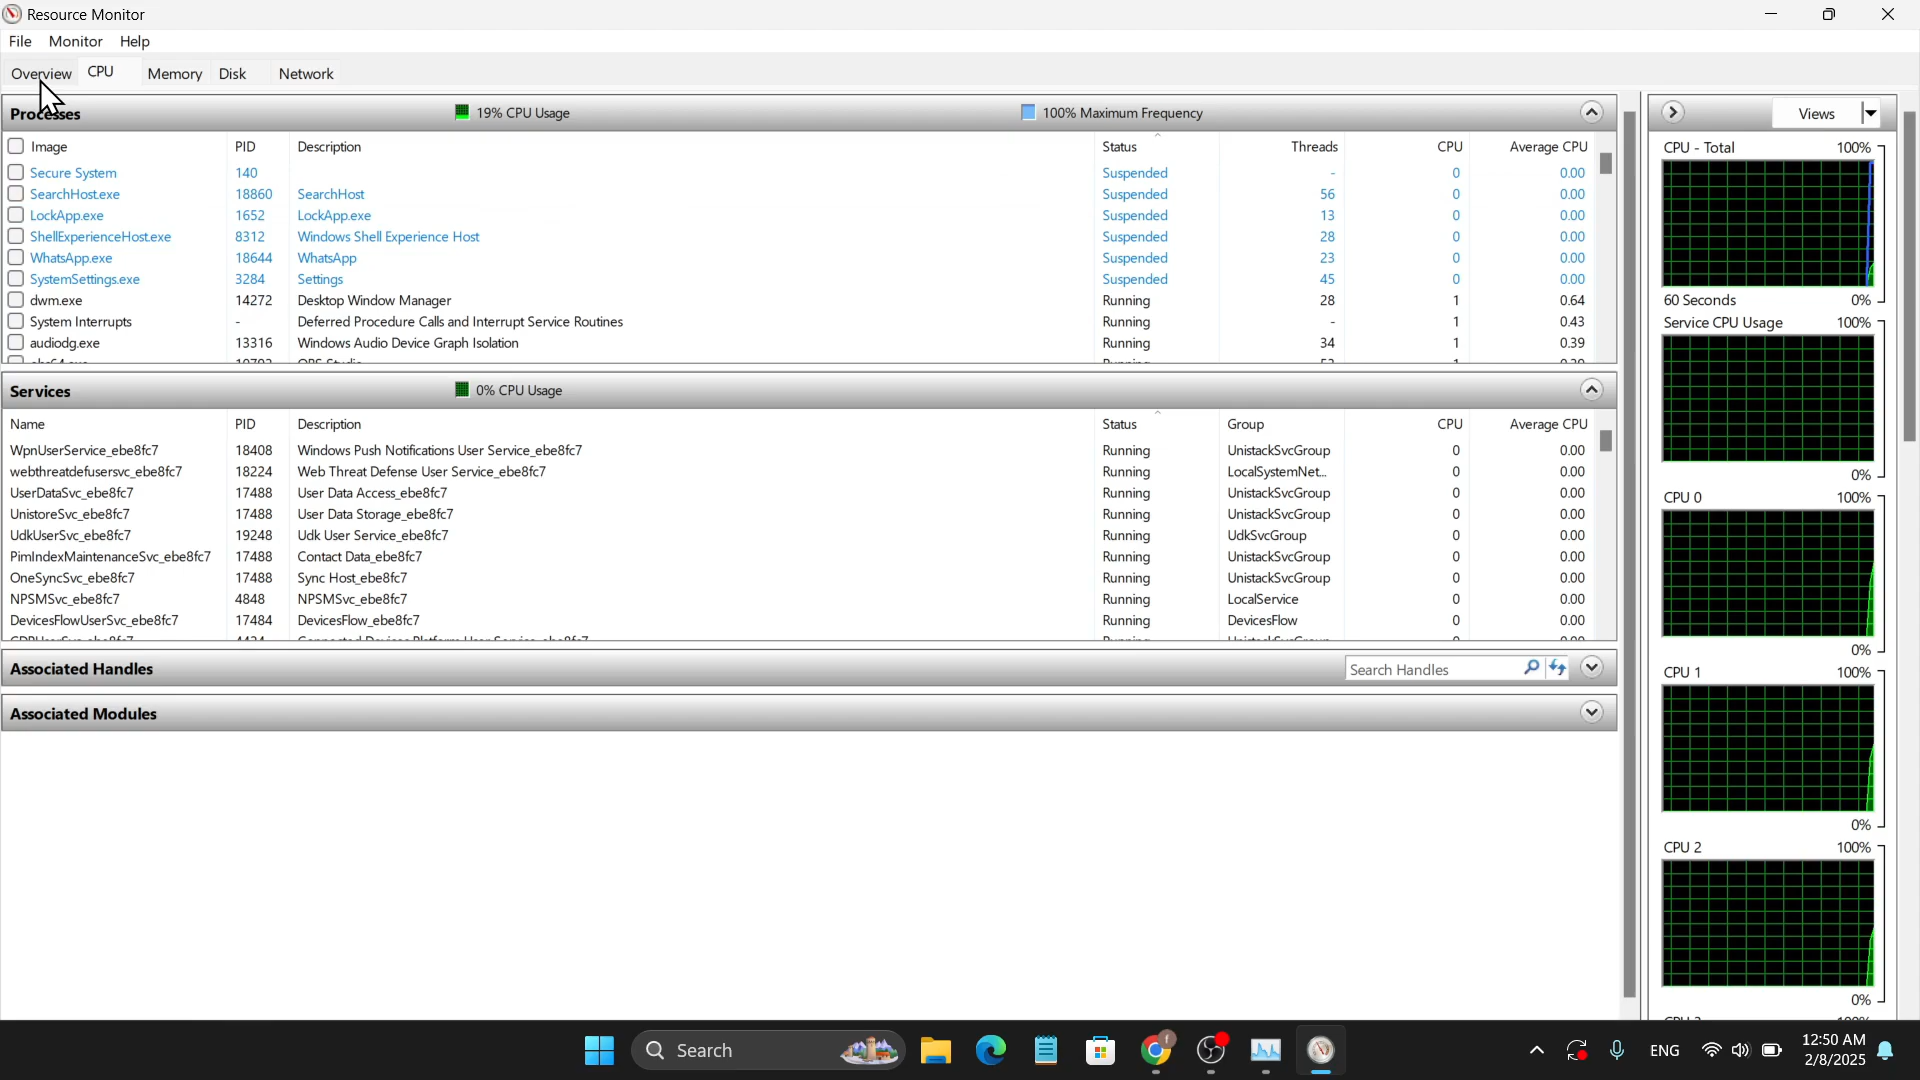 Resource Monitor
File Monitor Help
Overview CPU Memory Disk Network
Processes 19% CPU Usage 100% Maximum Frequency
Image PID Description Status Threads CPU Average CPU
Secure System 140 Suspended - 0 0.00
SearchHost.exe 18860 SearchHost Suspended 56 0 0.00
LockApp.exe 1652 LockApp.exe Suspended 13 0 0.00
ShellExperienceHost.exe 8312 Windows Shell Experience Host Suspended 28 0 0.00
WhatsApp.exe 18644 WhatsApp Suspended 23 0 0.00
SystemSettings.exe 3284 Settings Suspended 45 0 0.00
dwm.exe 14272 Desktop Window Manager Running 28 1 0.64
System Interrupts - Deferred Procedure Calls and Interrupt Service Routines Running - 1 0.43
audiodg.exe 13316 Windows Audio Device Graph Isolation Running 34 1 0.39
Services 0% CPU Usage
Name PID Description Status Group CPU Average CPU
WpnUserService_ebe8fc7 18408 Windows Push Notifications User Service_ebe8fc7 Running UnistackSvcGroup 0 0.00
webthreatdefusersvc_ebe8fc7 18224 Web Threat Defense User Service_ebe8fc7 Running LocalSystemNet... 0 0.00
UserDataSvc_ebe8fc7 17488 User Data Access_ebe8fc7 Running UnistackSvcGroup 0 0.00
UnistoreSvc_ebe8fc7 17488 User Data Storage_ebe8fc7 Running UnistackSvcGroup 0 0.00
UdkUserSvc_ebe8fc7 19248 Udk User Service_ebe8fc7 Running UdkSvcGroup 0 0.00
PimIndexMaintenanceSvc_ebe8fc7 17488 Contact Data_ebe8fc7 Running UnistackSvcGroup 0 0.00
OneSyncSvc_ebe8fc7 17488 Sync Host_ebe8fc7 Running UnistackSvcGroup 0 0.00
NPSMSvc_ebe8fc7 4848 NPSMSvc_ebe8fc7 Running LocalService 0 0.00
DevicesFlowUserSvc_ebe8fc7 17484 DevicesFlow_ebe8fc7 Running DevicesFlow 0 0.00
Associated Handles Search Handles
Associated Modules
Views
CPU - Total 100%
60 Seconds 0%
Service CPU Usage 100%
0%
CPU 0 100%
0%
CPU 1 100%
0%
CPU 2 100%
0%
Search
ENG
12:50 AM
2/8/2025